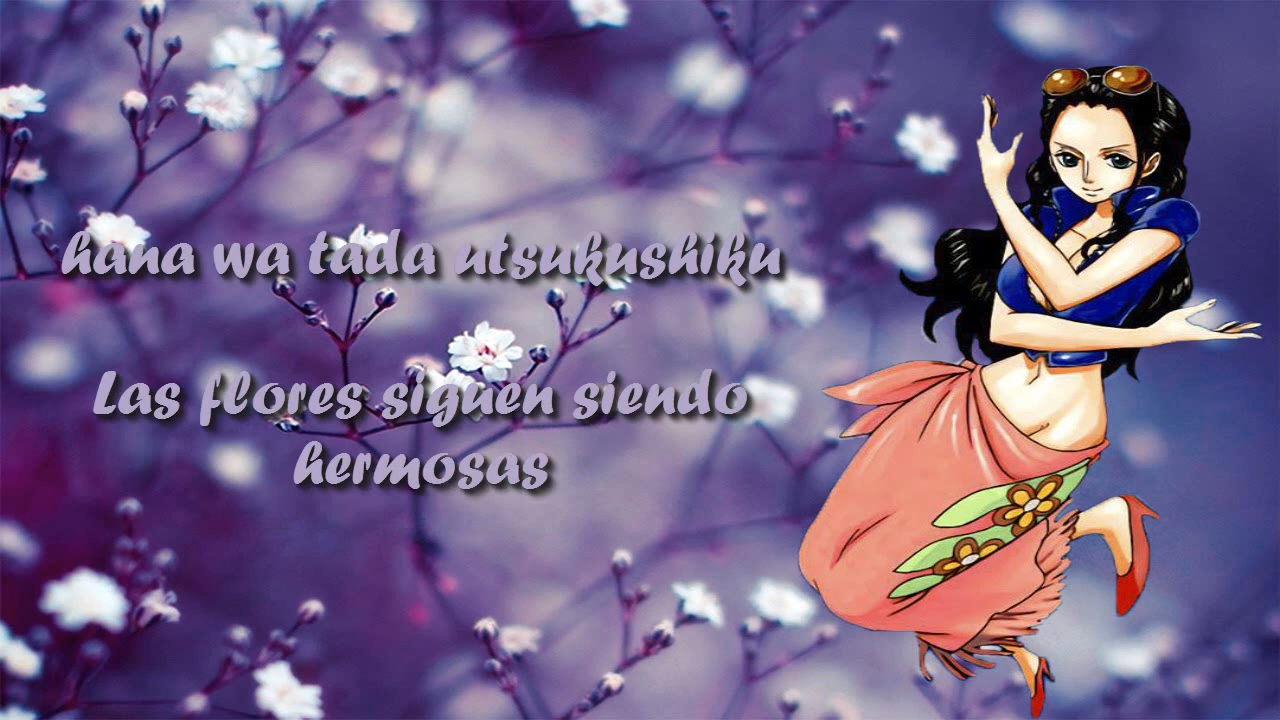 hana wa tada utsukushiku
Las flores siguen siendo
hermosas